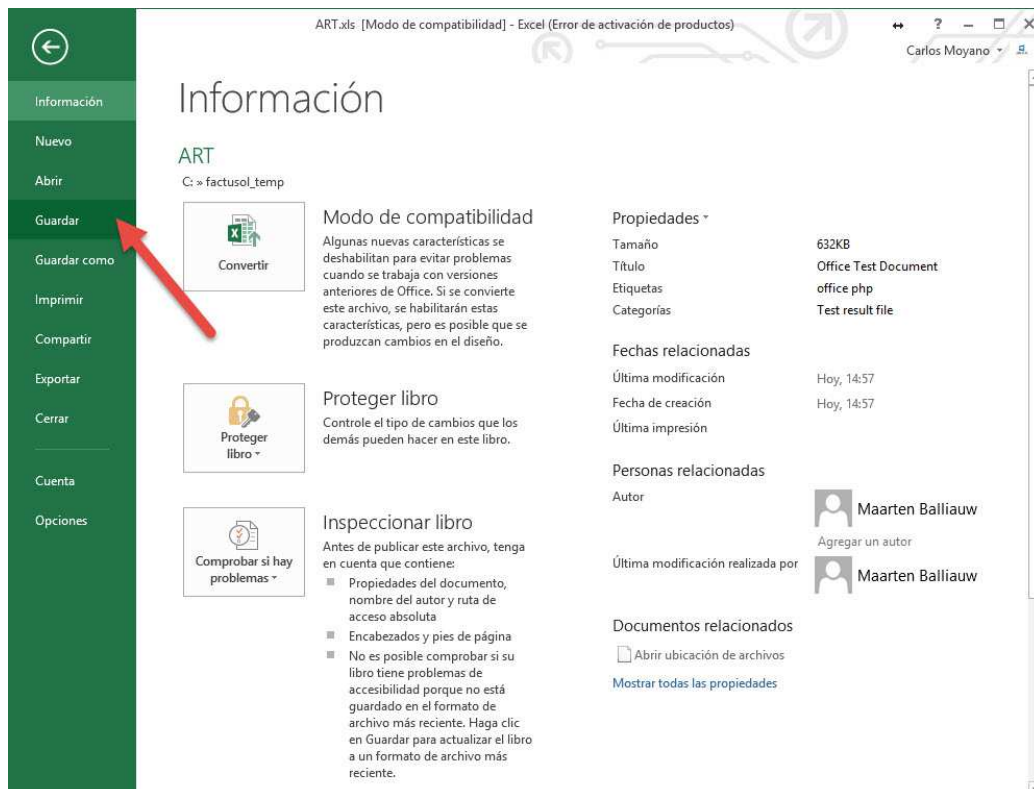 ART.xls [Modo de compatibilidad] - Excel (Error de activación de productos)
?
Carlos Moyano
Información
Nuevo
Abrir
Guardar
Guardar como
Imprimir
Compartir
Exportar
Cerrar
Cuenta
Opciones
Información
ART
C: » factusol_temp
Convertir
Modo de compatibilidad
Algunas nuevas características se
deshabilitan para evitar problemas
cuando se trabaja con versiones
anteriores de Office. Si se convierte
este archivo, se habilitarán estas
características, pero es posible que se
produzcan cambios en el diseño.
Proteger
libro
Proteger libro
Controle el tipo de cambios que los
demás pueden hacer en este libro.
Comprobar si hay
problemas
Inspeccionar libro
Antes de publicar este archivo, tenga
en cuenta que contiene:
Propiedades del documento,
nombre del autor y ruta de
acceso absoluta
Encabezados y pies de página
No es posible comprobar si su
libro tiene problemas de
accesibilidad porque no está
guardado en el formato de
archivo más reciente. Haga clic
en Guardar para actualizar el libro
a un formato de archivo más
reciente.
Propiedades
Tamaño 632KB
Título Office Test Document
Etiquetas office php
Categorías Test result file
Fechas relacionadas
Última modificación Hoy, 14:57
Fecha de creación Hoy, 14:57
Última impresión
Personas relacionadas
Autor Maarten Balliauw
Agregar un autor
Última modificación realizada por Maarten Balliauw
Documentos relacionados
Abrir ubicación de archivos
Mostrar todas las propiedades